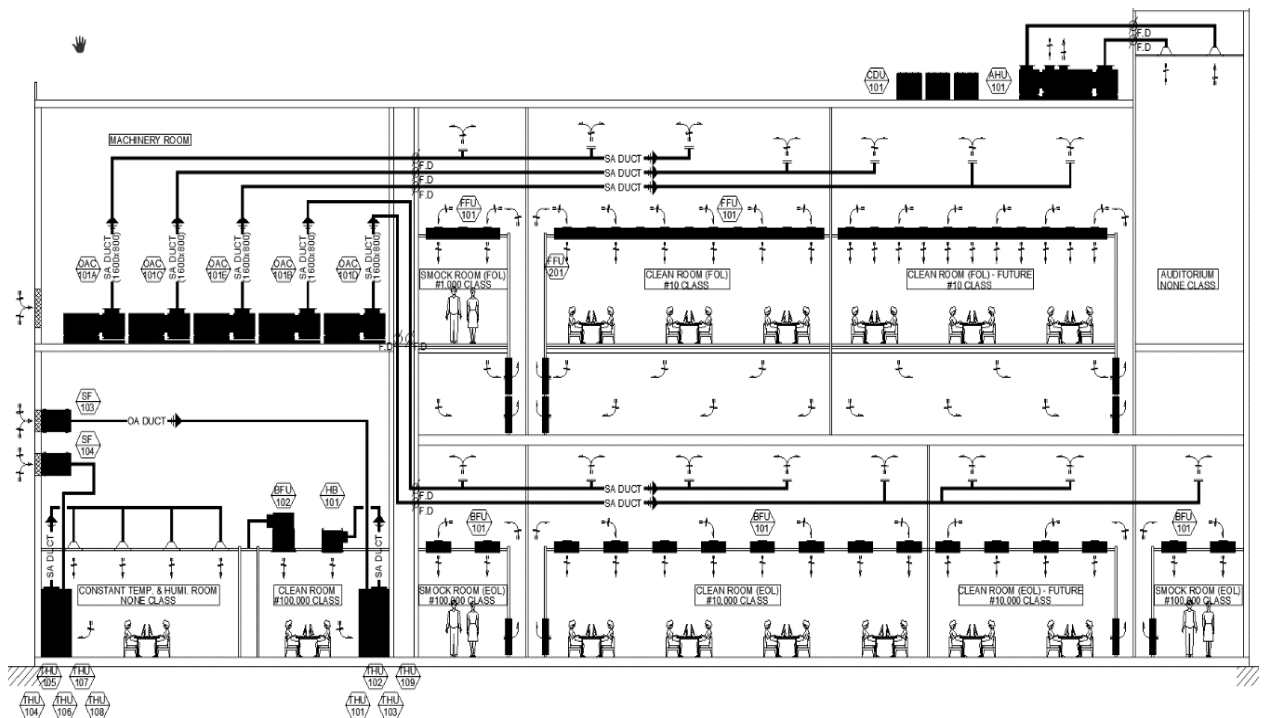 F.D
F.D
CDU
101
AHU
101
MACHINERY ROOM
SA DUCT
F.D
SA DUCT
F.D
SA DUCT
F.D
FFU
101
FFU
101
OAC
101A
SA DUCT
(1600x800)
OAC
101C
SA DUCT
(1600x800)
OAC
101E
SA DUCT
(1600x800)
OAC
101B
SA DUCT
(1600x800)
OAC
101D
SA DUCT
(1600x800)
FFU
201
SMOCK ROOM (FOL)
#1,000 CLASS
CLEAN ROOM (FOL)
#10 CLASS
CLEAN ROOM (FOL) - FUTURE
#10 CLASS
AUDITORIUM
NONE CLASS
F.D
F.D
SF
103
OA DUCT
SF
104
BFU
102
HB
101
SA DUCT
F.D
SA DUCT
F.D
BFU
101
BFU
101
BFU
101
SA DUCT
SA DUCT
CONSTANT TEMP. & HUMI. ROOM
NONE CLASS
CLEAN ROOM
#100,000 CLASS
SMOCK ROOM (EOL)
#100,000 CLASS
CLEAN ROOM (EOL)
#10,000 CLASS
CLEAN ROOM (EOL) - FUTURE
#10,000 CLASS
SMOCK ROOM (EOL)
#100,000 CLASS
THU
105
THU
107
THU
102
THU
109
THU
104
THU
106
THU
108
THU
101
THU
103